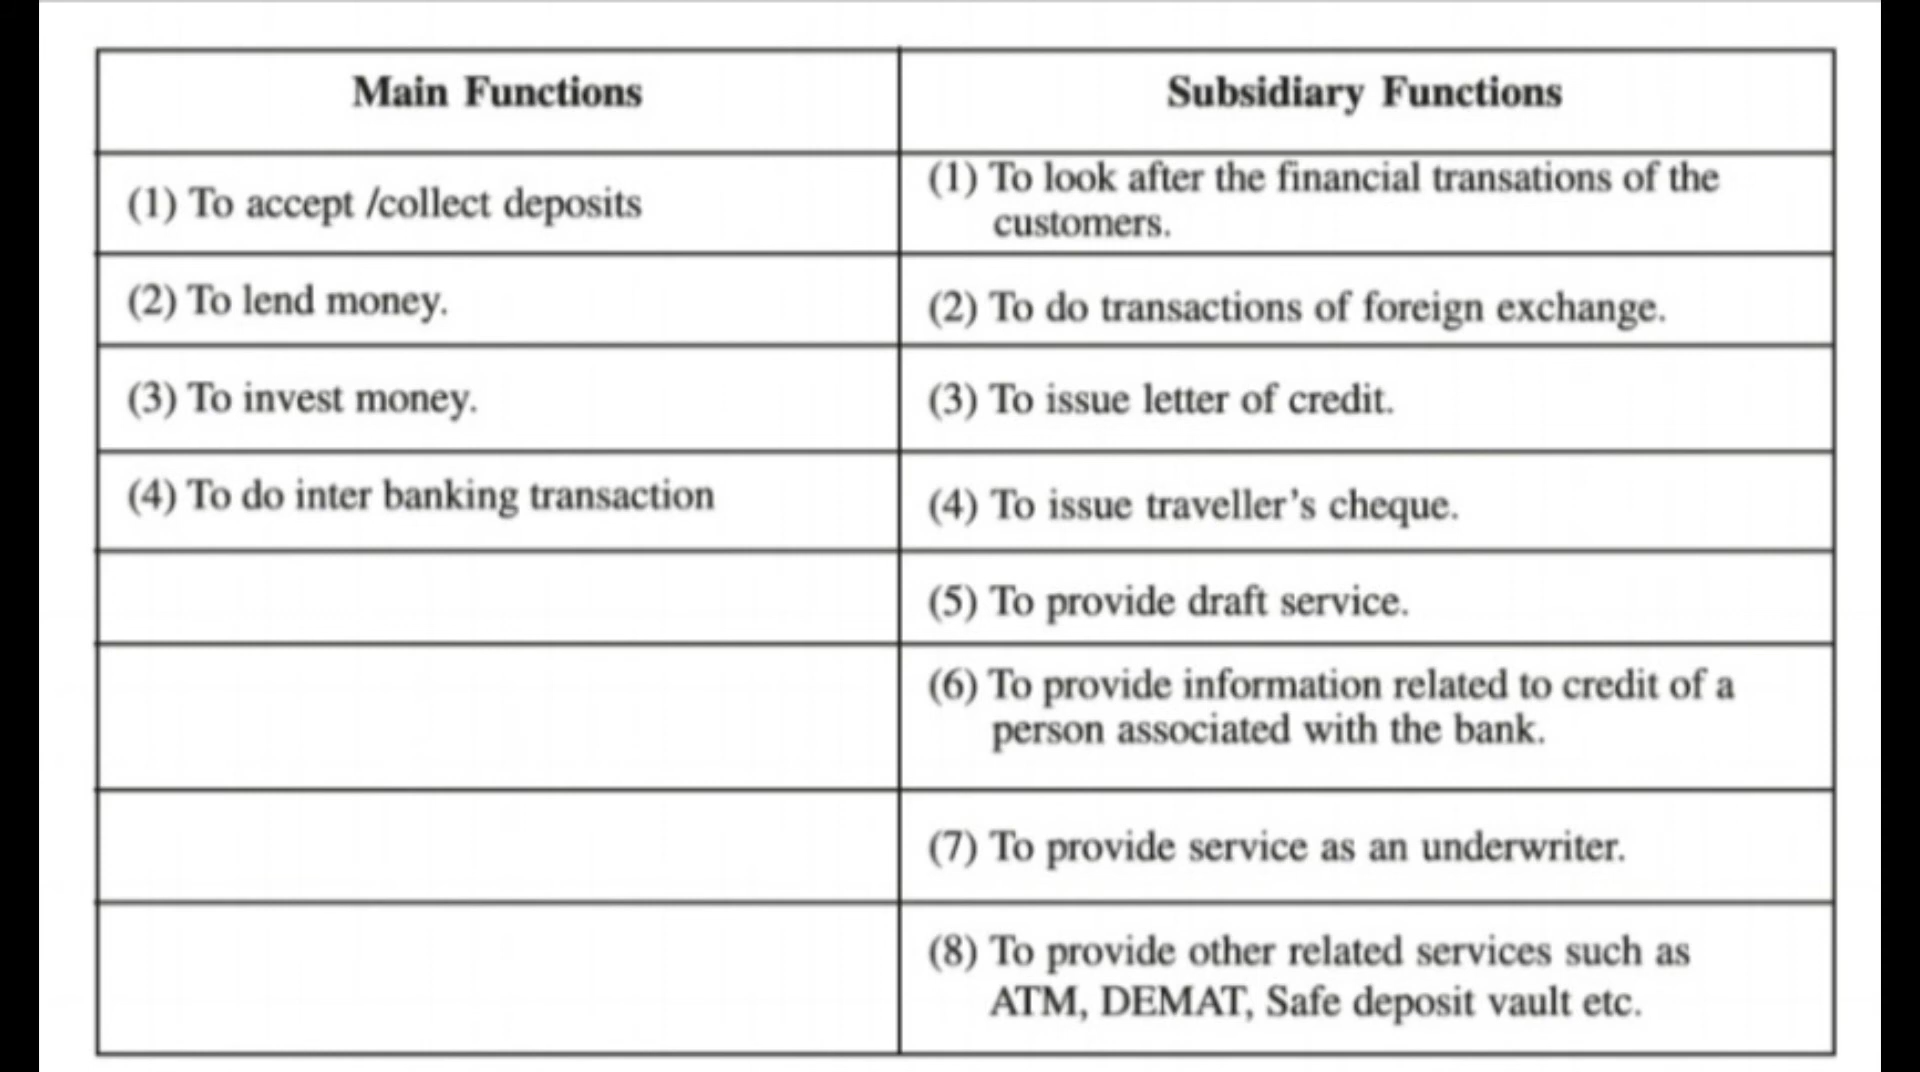 Main Functions
Subsidiary Functions
(1) To accept /collect deposits
(1) To look after the financial transations of the
customers.
(2) To lend money.
(2) To do transactions of foreign exchange.
(3) To invest money.
(3) To issue letter of credit.
(4) To do inter banking transaction
(4) To issue traveller's cheque.
(5) To provide draft service.
(6) To provide information related to credit of a
person associated with the bank.
(7) To provide service as an underwriter.
(8) To provide other related services such as
ATM, DEMAT, Safe deposit vault etc.